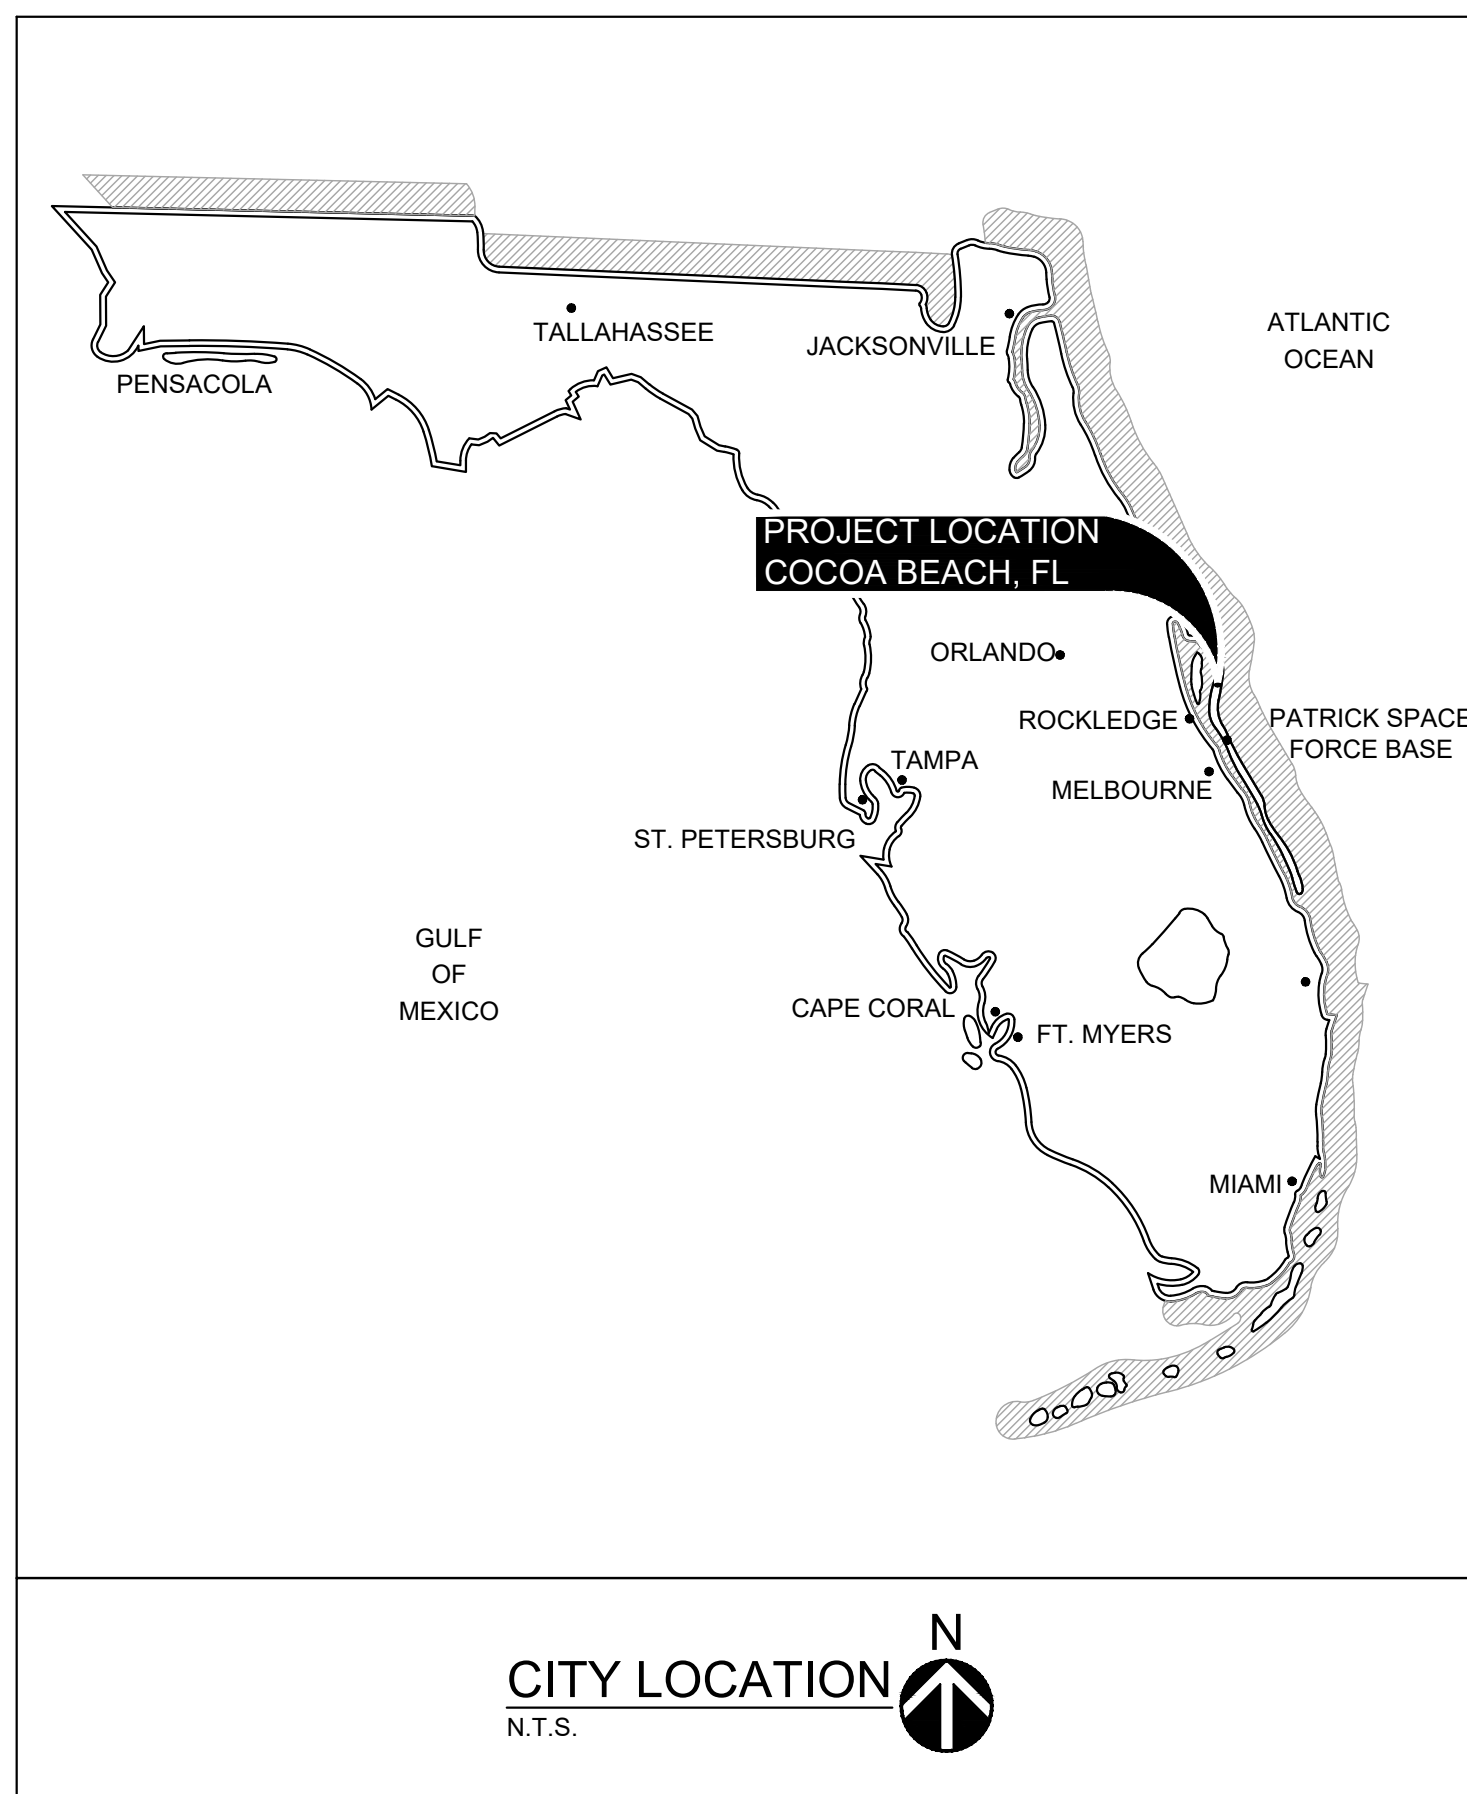 TALLAHASSEE
JACKSONVILLE
ATLANTIC
OCEAN
PENSACOLA
PROJECT LOCATION
COCOA BEACH, FL
ORLANDO
ROCKLEDGE
PATRICK SPACE
FORCE BASE
TAMPA
MELBOURNE
ST. PETERSBURG
GULF
OF
MEXICO
CAPE CORAL
FT. MYERS
MIAMI
N
CITY LOCATION
N.T.S.